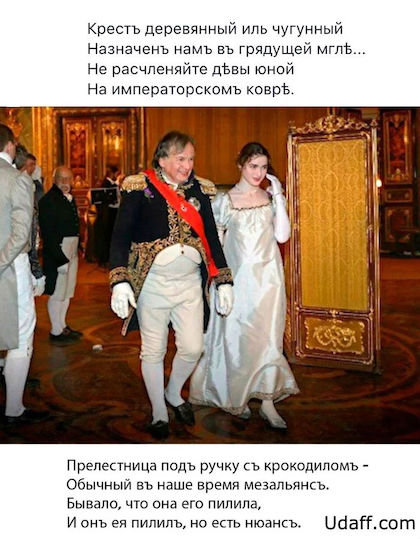 Крестъ деревянный иль чугунный
Назначенъ намъ въ грядущей мглѣ...
Не расчленяйте дѣвы юной
На императорскомъ коврѣ.
Прелестница подъ ручку съ крокодиломъ -
Обычный въ наше время мезальянсъ.
Бывало, что она его пилила,
И онъ ея пилилъ, но есть нюансъ.
Udaff.com